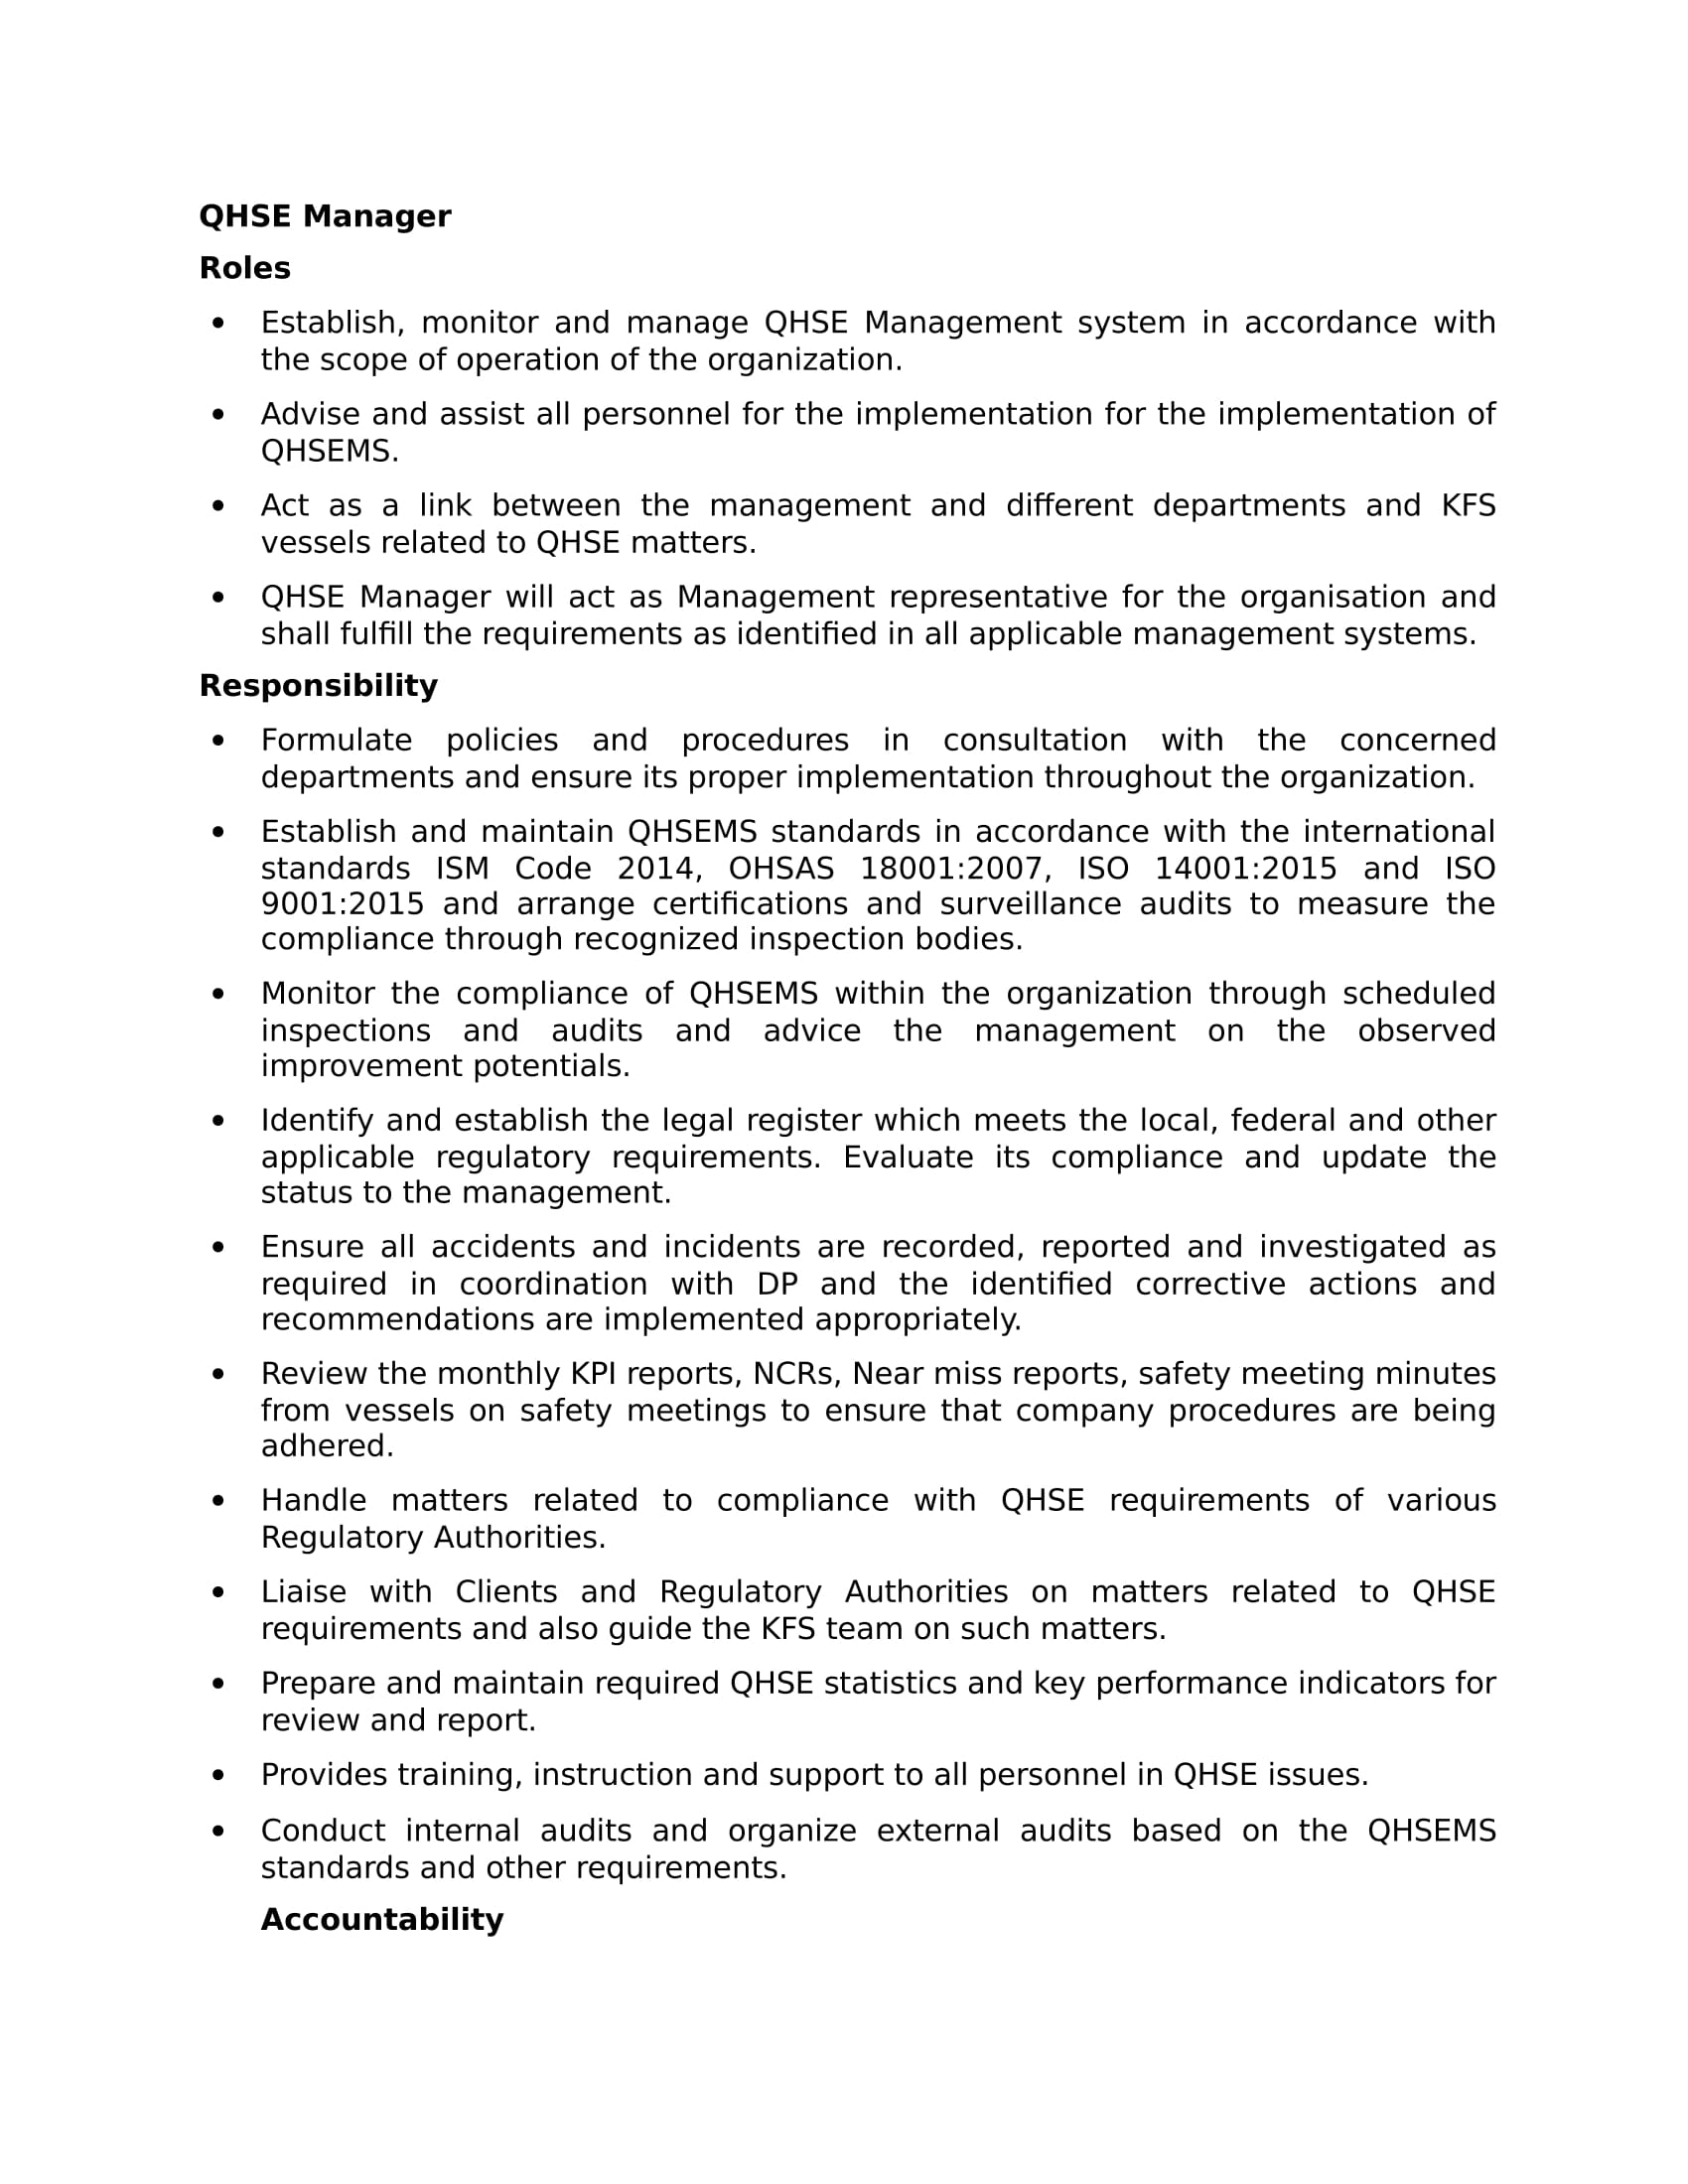 QHSE Manager
Roles
• Establish, monitor and manage QHSE Management system in accordance with
the scope of operation of the organization.
• Advise and assist all personnel for the implementation for the implementation of
QHSEMS.
• Act as a link between the management and different departments and KFS
vessels related to QHSE matters.
• QHSE Manager will act as Management representative for the organisation and
shall fulfill the requirements as identified in all applicable management systems.
Responsibility
• Formulate policies and procedures in consultation with the concerned
departments and ensure its proper implementation throughout the organization.
• Establish and maintain QHSEMS standards in accordance with the international
standards ISM Code 2014, OHSAS 18001:2007, ISO 14001:2015 and ISO
9001:2015 and arrange certifications and surveillance audits to measure the
compliance through recognized inspection bodies.
• Monitor the compliance of QHSEMS within the organization through scheduled
inspections and audits and advice the management on the observed
improvement potentials.
• Identify and establish the legal register which meets the local, federal and other
applicable regulatory requirements. Evaluate its compliance and update the
status to the management.
• Ensure all accidents and incidents are recorded, reported and investigated as
required in coordination with DP and the identified corrective actions and
recommendations are implemented appropriately.
• Review the monthly KPI reports, NCRs, Near miss reports, safety meeting minutes
from vessels on safety meetings to ensure that company procedures are being
adhered.
• Handle matters related to compliance with QHSE requirements of various
Regulatory Authorities.
• Liaise with Clients and Regulatory Authorities on matters related to QHSE
requirements and also guide the KFS team on such matters.
• Prepare and maintain required QHSE statistics and key performance indicators for
review and report.
• Provides training, instruction and support to all personnel in QHSE issues.
• Conduct internal audits and organize external audits based on the QHSEMS
standards and other requirements.
Accountability